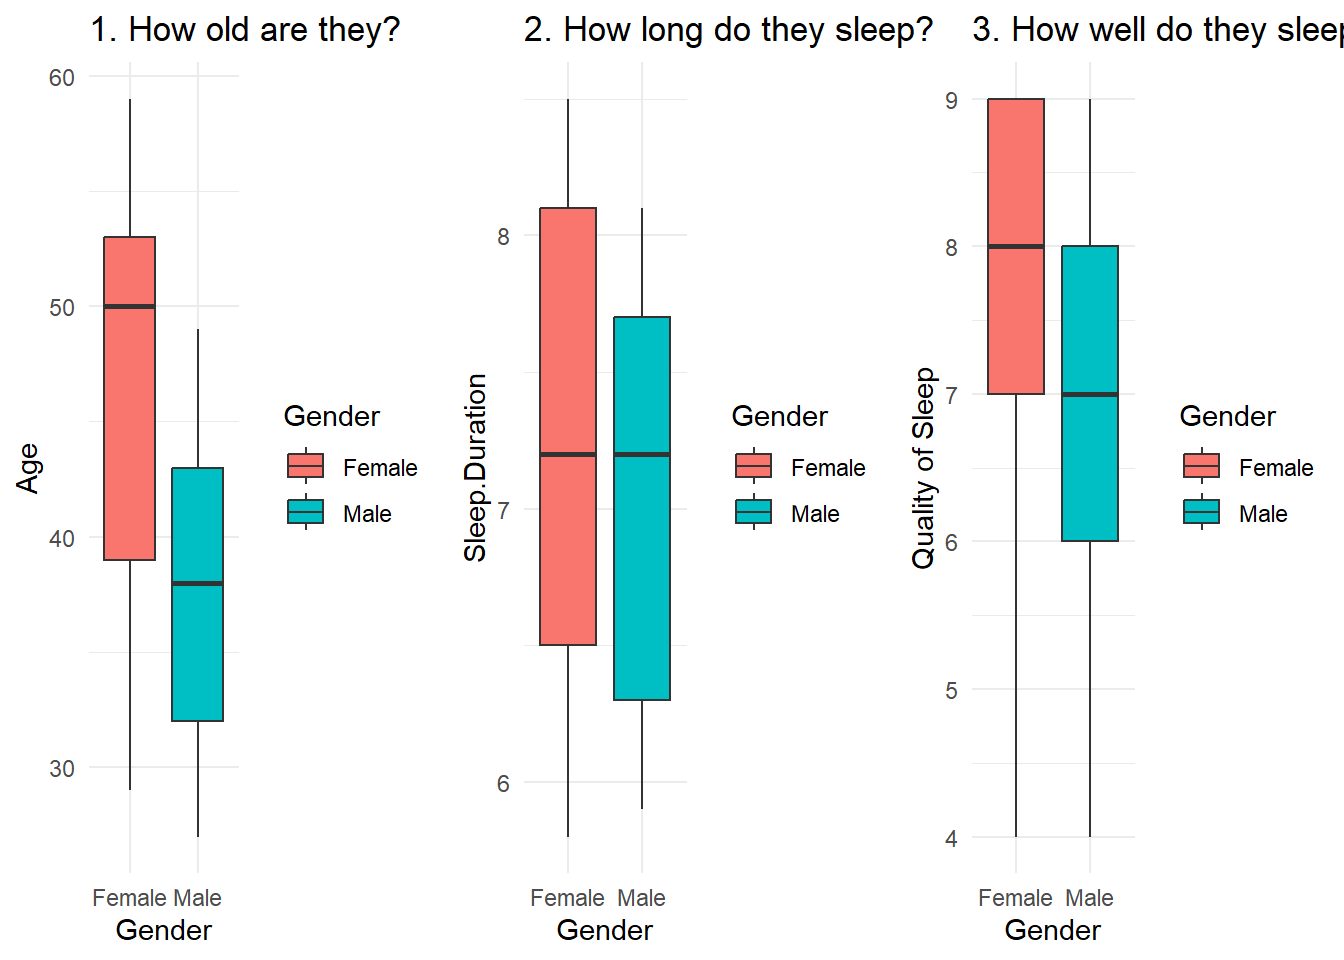 1. How old are they?
60
50
40
30
Age
Female Male
Gender
Gender
Female
Male
2. How long do they sleep?
8
7
6
Sleep.Duration
Female Male
Gender
Gender
Female
Male
3. How well do they sleep
9
8
7
6
5
4
Quality of Sleep
Female Male
Gender
Gender
Female
Male